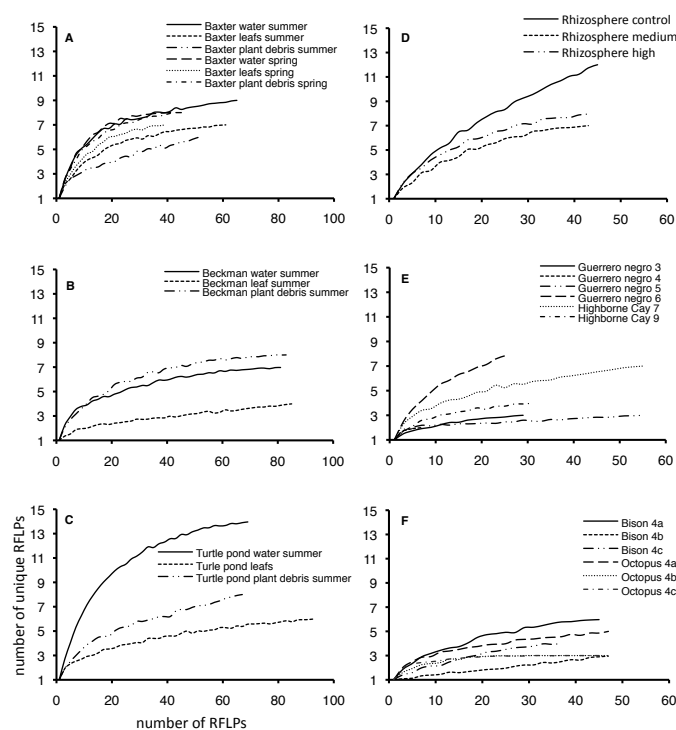 A
Baxter water summer
Baxter leafs summer
Baxter plant debris summer
Baxter water spring
Baxter leafs spring
Baxter plant debris spring
15
13
11
9
7
5
3
1
0 20 40 60 80 100
D
Rhizosphere control
Rhizosphere medium
Rhizosphere high
15
13
11
9
7
5
3
1
0 10 20 30 40 50 60
B
Beckman water summer
Beckman leaf summer
Beckman plant debris summer
15
13
11
9
7
5
3
1
0 20 40 60 80 100
E
Guerrero negro 3
Guerrero negro 4
Guerrero negro 5
Guerrero negro 6
Highborne Cay 7
Highborne Cay 9
15
13
11
9
7
5
3
1
0 10 20 30 40 50 60
C
Turtle pond water summer
Turle pond leafs
Turtle pond plant debris summer
15
13
11
9
7
5
3
1
0 20 40 60 80 100
F
Bison 4a
Bison 4b
Bison 4c
Octopus 4a
Octopus 4b
Octopus 4c
15
13
11
9
7
5
3
1
0 10 20 30 40 50 60
number of unique RFLPs
number of RFLPs